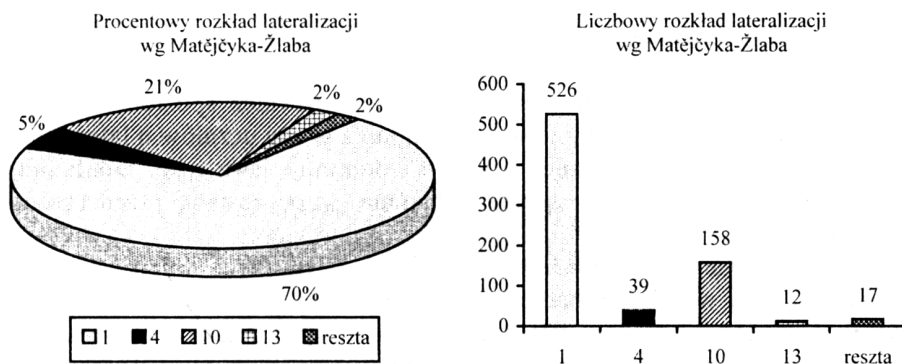 Procentowy rozkład lateralizacji
wg Matějčyka-Žlaba
21%
2%
2%
5%
70%
1 4 10 13 reszta
Liczbowy rozkład lateralizacji
wg Matějčyka-Žlaba
600
500
400
300
200
100
0
526
39
158
12
17
1 4 10 13 reszta